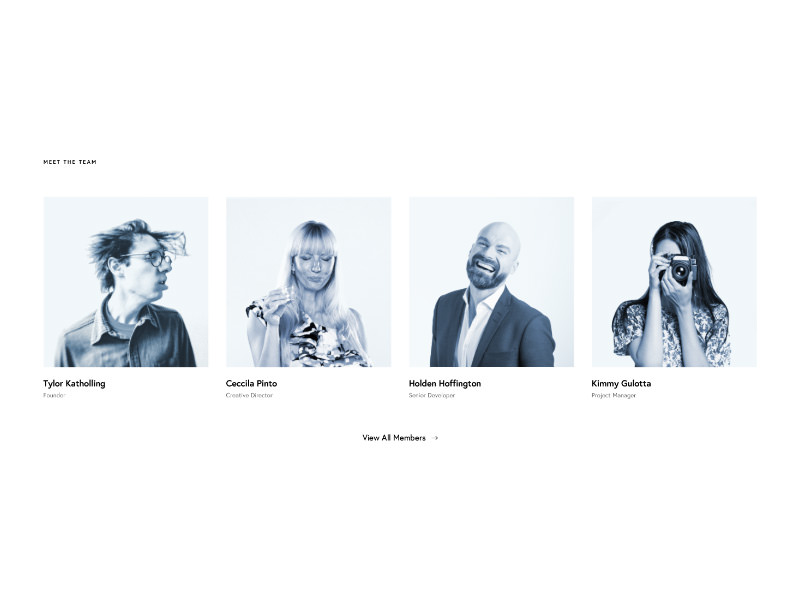 MEET THE TEAM
Tylor Katholling
Founder
Ceccila Pinto
Creative Director
Holden Hoffington
Senior Developer
Kimmy Gulotta
Project Manager
View All Members →